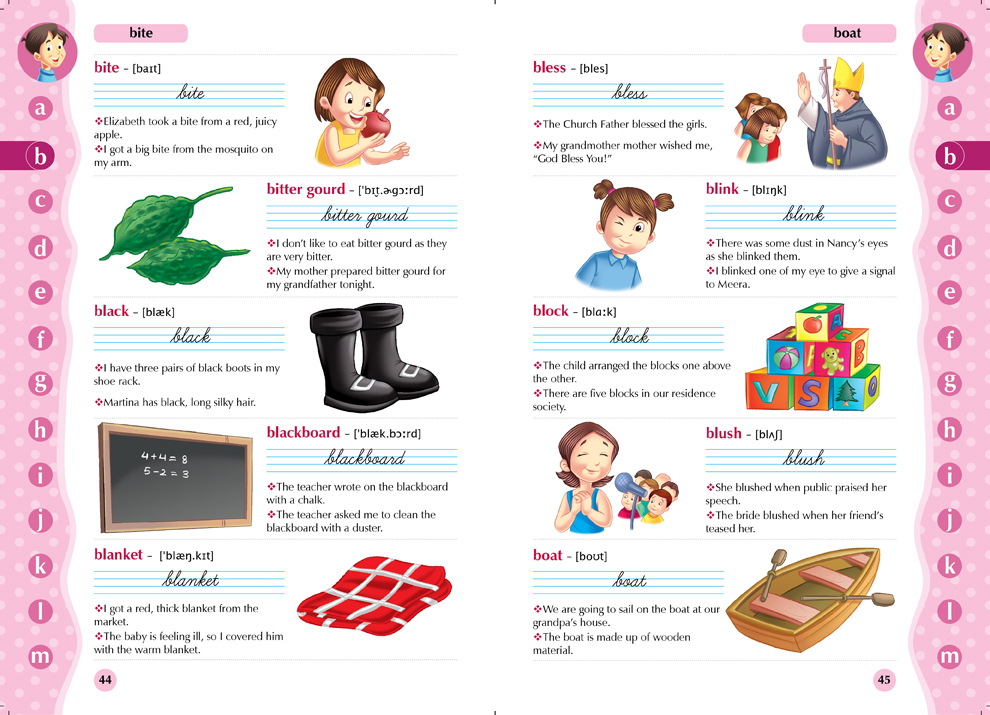 bite
a
b
c
d
e
f
g
h
i
j
k
l
m
bite – [baɪt]
bite
❖Elizabeth took a bite from a red, juicy
apple.
❖I got a big bite from the mosquito on
my arm.
bitter gourd – [ˈbɪt̬.ɚɡɔːrd]
bitter gourd
❖I don’t like to eat bitter gourd as they
are very bitter.
❖My mother prepared bitter gourd for
my grandfather tonight.
black – [blæk]
black
❖I have three pairs of black boots in my
shoe rack.
❖Martina has black, long silky hair.
blackboard – [ˈblæk.bɔːrd]
blackboard
4+4= 8
5-2 = 3
❖The teacher wrote on the blackboard
with a chalk.
❖The teacher asked me to clean the
blackboard with a duster.
blanket – [ˈblæŋ.kɪt]
blanket
❖I got a red, thick blanket from the
market.
❖The baby is feeling ill, so I covered him
with the warm blanket.
44
boat
bless – [bles]
bless
❖The Church Father blessed the girls.
❖My grandmother mother wished me,
“God Bless You!”
blink – [blɪŋk]
blink
❖There was some dust in Nancy’s eyes
as she blinked them.
❖I blinked one of my eye to give a signal
to Meera.
block – [blɑːk]
block
❖The child arranged the blocks one above
the other.
❖There are five blocks in our residence
society.
A
B
V S Q
blush – [blʌʃ]
blush
❖She blushed when public praised her
speech.
❖The bride blushed when her friend’s
teased her.
boat – [boʊt]
boat
❖We are going to sail on the boat at our
grandpa’s house.
❖The boat is made up of wooden
material.
45
a
b
c
d
e
f
g
h
i
j
k
l
m